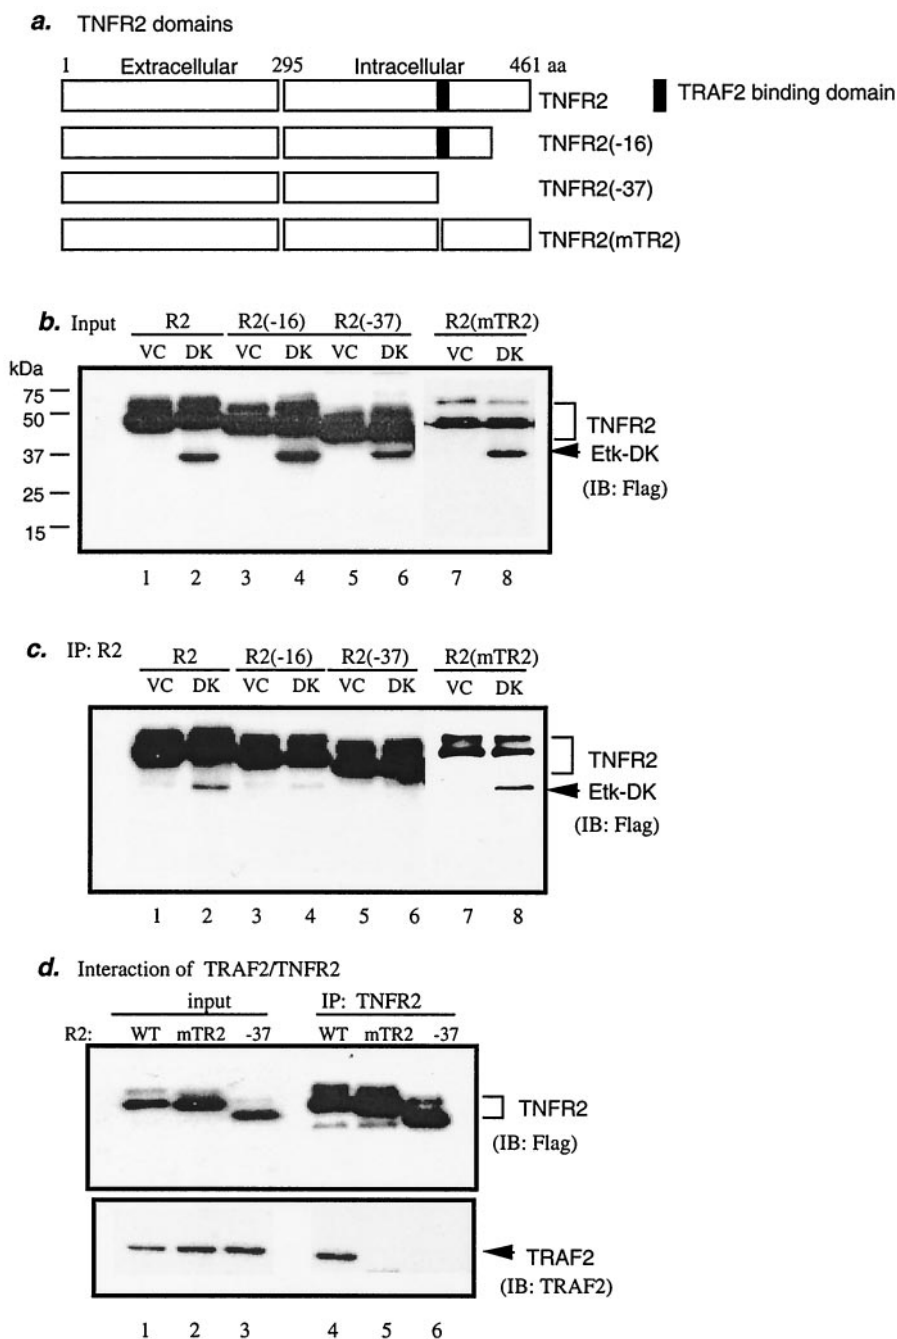 a. TNFR2 domains
1 Extracellular 295 Intracellular 461 aa
TNFR2
TRAF2 binding domain
TNFR2(-16)
TNFR2(-37)
TNFR2(mTR2)
b. Input R2 R2(-16) R2(-37) R2(mTR2)
VC DK VC DK VC DK VC DK
kDa
75
50
37
25
15
TNFR2
Etk-DK
(IB: Flag)
1 2 3 4 5 6 7 8
c. IP: R2 R2 R2(-16) R2(-37) R2(mTR2)
VC DK VC DK VC DK VC DK
TNFR2
Etk-DK
(IB: Flag)
1 2 3 4 5 6 7 8
d. Interaction of TRAF2/TNFR2
input IP: TNFR2
R2: WT mTR2 -37 WT mTR2 -37
TNFR2
(IB: Flag)
TRAF2
(IB: TRAF2)
1 2 3 4 5 6